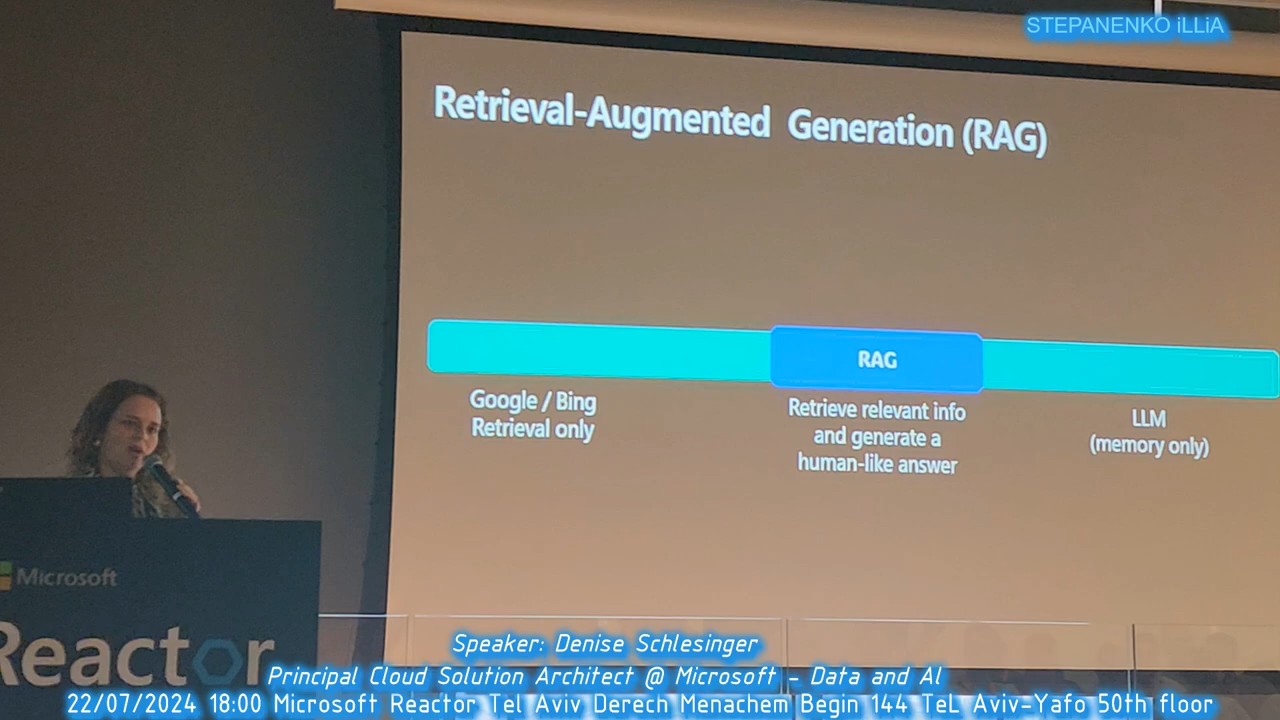 STEPANENKO iLLiA
Retrieval-Augmented Generation (RAG)
RAG
Google / Bing
Retrieval only
Retrieve relevant info
and generate a
human-like answer
LLM
(memory only)
Microsoft
Reactor
Speaker: Denise Schlesinger
Principal Cloud Solution Architect @ Microsoft - Data and AI
22/07/2024 18:00 Microsoft Reactor Tel Aviv Derech Menachem Begin 144 TeL Aviv-Yafo 50th floor